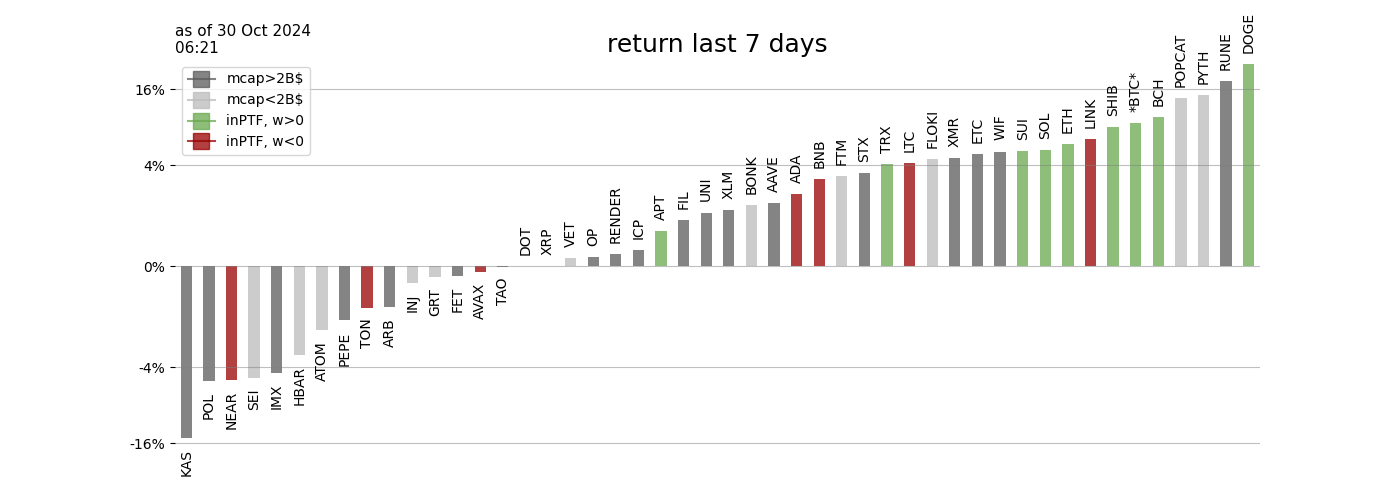 as of 30 Oct 2024
06:21
return last 7 days
mcap>2B$
mcap<2B$
inPTF, w>0
inPTF, w<0
16%
4%
0%
-4%
-16%
KAS
POL
NEAR
SEI
IMX
HBAR
ATOM
PEPE
TON
ARB
INJ
GRT
FET
AVAX
TAO
DOT
XRP
VET
OP
RENDER
ICP
APT
FIL
UNI
XLM
BONK
AAVE
ADA
BNB
FTM
STX
TRX
LTC
FLOKI
XMR
ETC
WIF
SUI
SOL
ETH
LINK
SHIB
*BTC*
BCH
POPCAT
PYTH
RUNE
DOGE